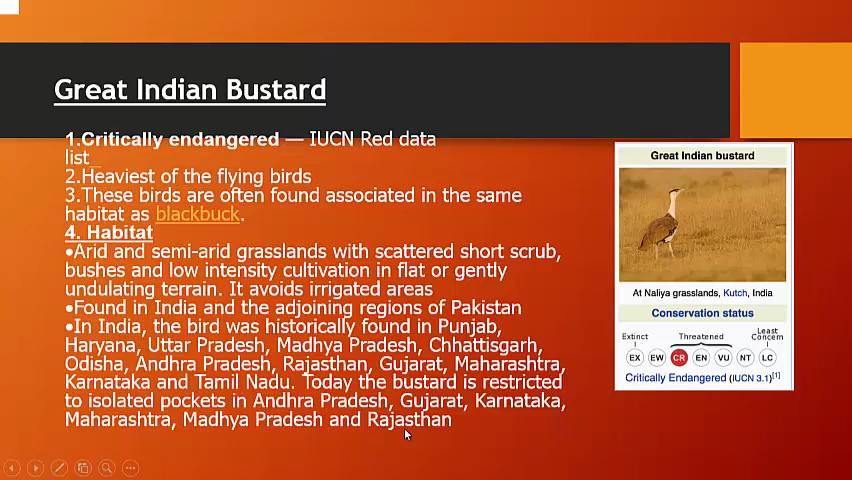 Great Indian Bustard
1.Critically endangered — IUCN Red data
list
2.Heaviest of the flying birds
3.These birds are often found associated in the same
habitat as blackbuck.
4. Habitat
•Arid and semi-arid grasslands with scattered short scrub,
bushes and low intensity cultivation in flat or gently
undulating terrain. It avoids irrigated areas
•Found in India and the adjoining regions of Pakistan
•In India, the bird was historically found in Punjab,
Haryana, Uttar Pradesh, Madhya Pradesh, Chhattisgarh,
Odisha, Andhra Pradesh, Rajasthan, Gujarat, Maharashtra,
Karnataka and Tamil Nadu. Today the bustard is restricted
to isolated pockets in Andhra Pradesh, Gujarat, Karnataka,
Maharashtra, Madhya Pradesh and Rajasthan
Great Indian bustard
At Naliya grasslands, Kutch, India
Conservation status
Extinct Threatened Least Concern
EX EW CR EN VU NT LC
Critically Endangered (IUCN 3.1)[1]